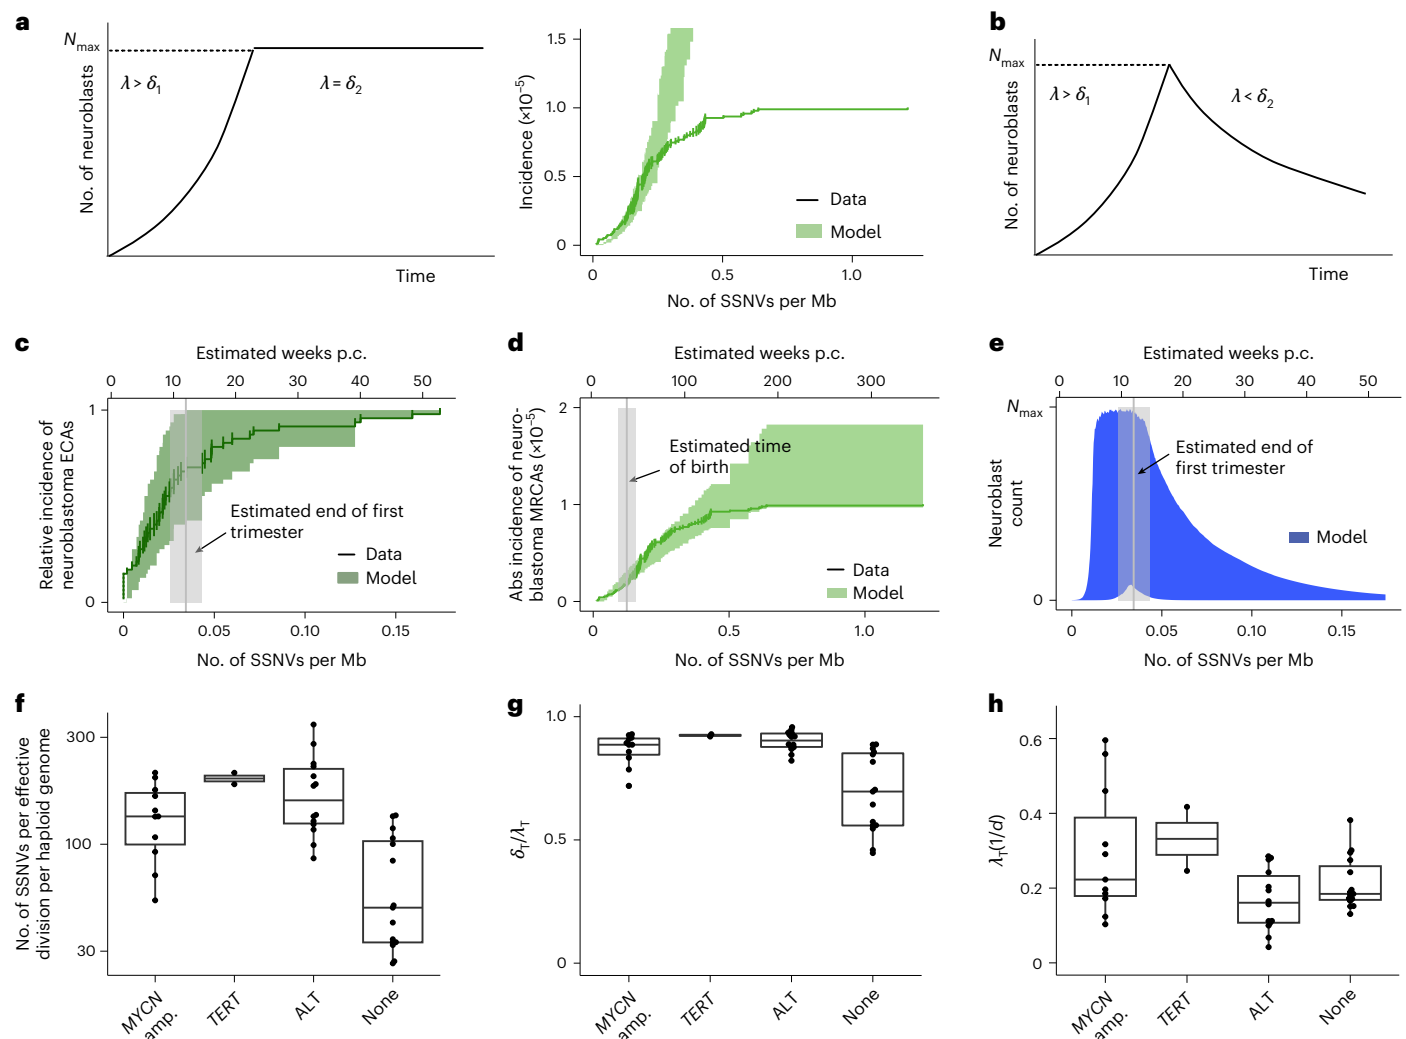 a
N_max
λ > δ₁
λ = δ₂
No. of neuroblasts
Time
1.5
1.0
0.5
0
Incidence (×10⁻⁵)
Data
Model
0
0.5
1.0
No. of SSNVs per Mb
b
N_max
λ > δ₁
λ < δ₂
No. of neuroblasts
Time
c
Estimated weeks p.c.
0
10
20
30
40
50
1
0
Relative incidence of
neuroblastoma ECAs
Estimated end of first
trimester
Data
Model
0
0.05
0.10
0.15
No. of SSNVs per Mb
d
Estimated weeks p.c.
0
100
200
300
2
1
0
Abs incidence of neuro-
blastoma MRCAs (×10⁻⁵)
Estimated time
of birth
Data
Model
0
0.5
1.0
No. of SSNVs per Mb
e
Estimated weeks p.c.
0
10
20
30
40
50
N_max
0
Neuroblast
count
Estimated end of
first trimester
Model
0
0.05
0.10
0.15
No. of SSNVs per Mb
f
300
100
30
No. of SSNVs per effective
division per haploid genome
MYCN
amp.
TERT
ALT
None
g
1.0
0.5
0
δ_T/λ_T
MYCN
amp.
TERT
ALT
None
h
0.6
0.4
0.2
0
λ_T(1/d)
MYCN
amp.
TERT
ALT
None